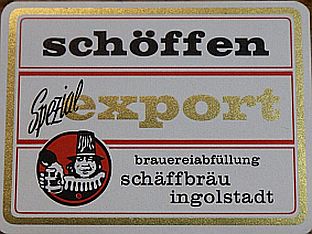 schöffen
Spezial
export
brauereiabfüllung
schäffbräu
ingolstadt